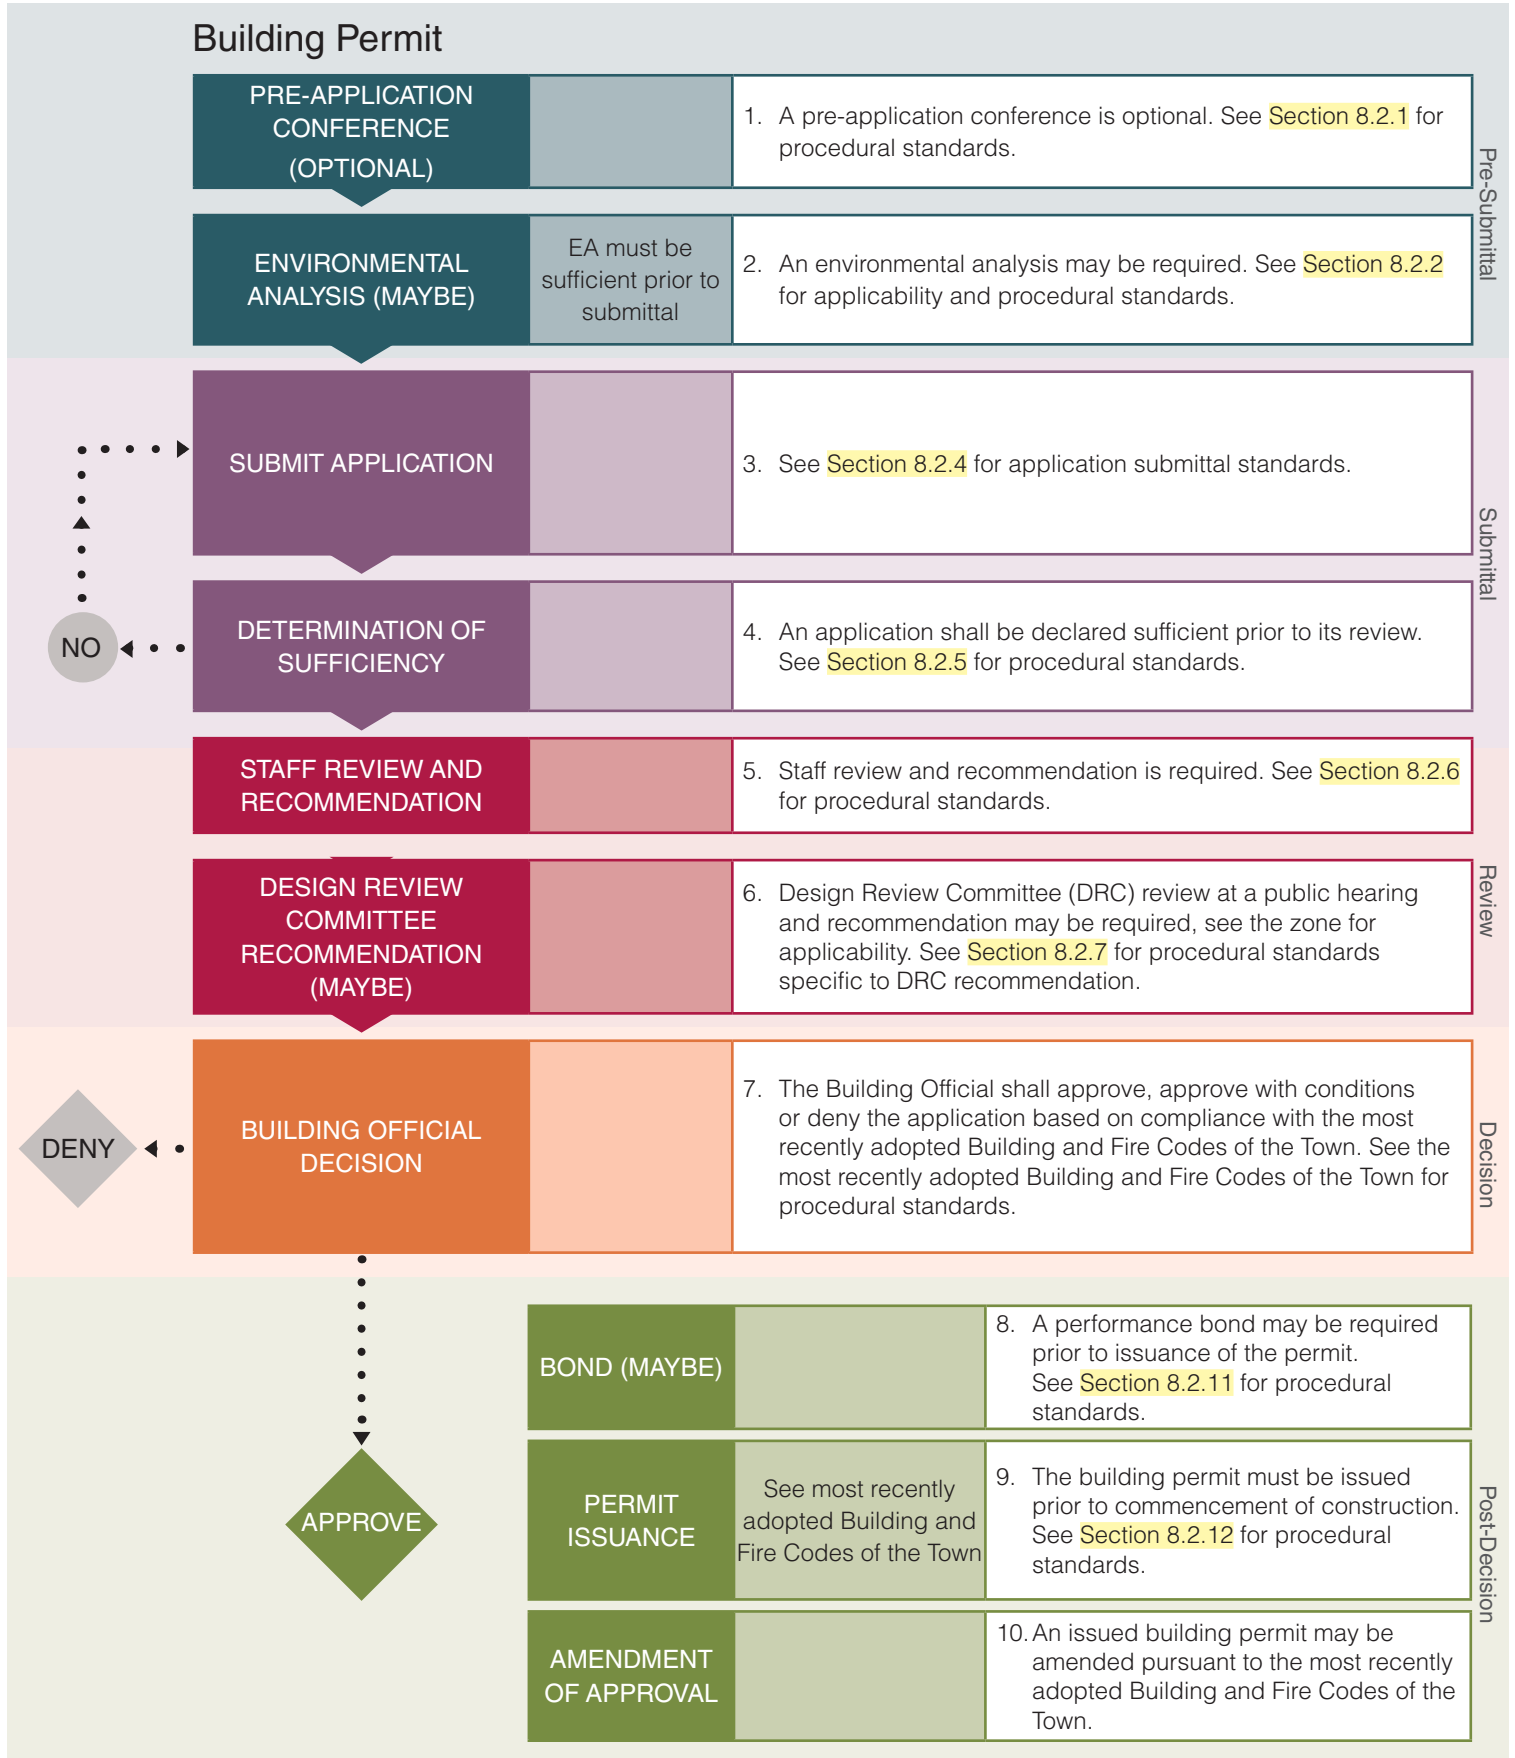 Building Permit
PRE-APPLICATION
CONFERENCE
(OPTIONAL)
1. A pre-application conference is optional. See Section 8.2.1 for
procedural standards.
Pre-Submittal
ENVIRONMENTAL
ANALYSIS (MAYBE)
EA must be
sufficient prior to
submittal
2. An environmental analysis may be required. See Section 8.2.2
for applicability and procedural standards.
SUBMIT APPLICATION
3. See Section 8.2.4 for application submittal standards.
Submittal
NO
DETERMINATION OF
SUFFICIENCY
4. An application shall be declared sufficient prior to its review.
See Section 8.2.5 for procedural standards.
STAFF REVIEW AND
RECOMMENDATION
5. Staff review and recommendation is required. See Section 8.2.6
for procedural standards.
Review
DESIGN REVIEW
COMMITTEE
RECOMMENDATION
(MAYBE)
6. Design Review Committee (DRC) review at a public hearing
and recommendation may be required, see the zone for
applicability. See Section 8.2.7 for procedural standards
specific to DRC recommendation.
DENY
BUILDING OFFICIAL
DECISION
7. The Building Official shall approve, approve with conditions
or deny the application based on compliance with the most
recently adopted Building and Fire Codes of the Town. See the
most recently adopted Building and Fire Codes of the Town for
procedural standards.
Decision
APPROVE
BOND (MAYBE)
8. A performance bond may be required
prior to issuance of the permit.
See Section 8.2.11 for procedural
standards.
PERMIT
ISSUANCE
See most recently
adopted Building and
Fire Codes of the Town
9. The building permit must be issued
prior to commencement of construction.
See Section 8.2.12 for procedural
standards.
Post-Decision
AMENDMENT
OF APPROVAL
10. An issued building permit may be
amended pursuant to the most recently
adopted Building and Fire Codes of the
Town.